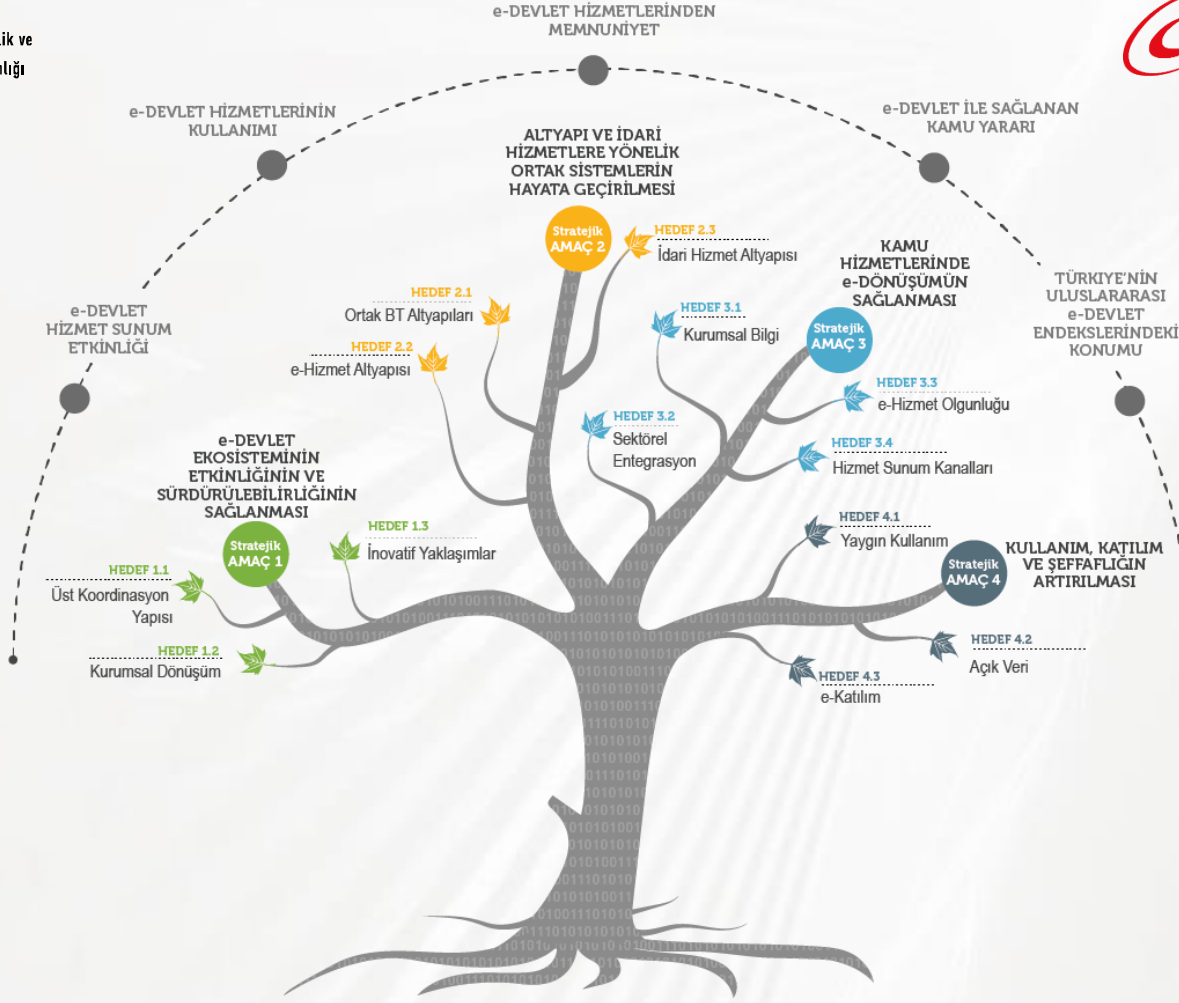 lik ve
lığı
e-DEVLET HİZMETLERİNDEN
MEMNUNİYET
e-DEVLET HİZMETLERİNİN
KULLANIMI
e-DEVLET İLE SAĞLANAN
KAMU YARARI
e-DEVLET
HİZMET SUNUM
ETKİNLİĞİ
TÜRKIYE'NİN
ULUSLARARASI
e-DEVLET
ENDEKSLERİNDEKİ
KONUMU
ALTYAPI VE İDARİ
HİZMETLERE YÖNELİK
ORTAK SİSTEMLERİN
HAYATA GEÇİRİLMESİ
Stratejik
AMAÇ 2
HEDEF 2.3
İdari Hizmet Altyapısı
HEDEF 2.1
Ortak BT Altyapıları
HEDEF 2.2
e-Hizmet Altyapısı
KAMU
HİZMETLERİNDE
e-DÖNÜŞÜMÜN
SAĞLANMASI
Stratejik
AMAÇ 3
HEDEF 3.1
Kurumsal Bilgi
HEDEF 3.2
Sektörel
Entegrasyon
HEDEF 3.3
e-Hizmet Olgunluğu
HEDEF 3.4
Hizmet Sunum Kanalları
e-DEVLET
EKOSİSTEMİNİN
ETKİNLİĞİNİN VE
SÜRDÜRÜLEBİLİRLİĞİNİN
SAĞLANMASI
Stratejik
AMAÇ 1
HEDEF 1.3
İnovatif Yaklaşımlar
HEDEF 1.1
Üst Koordinasyon
Yapısı
HEDEF 1.2
Kurumsal Dönüşüm
HEDEF 4.1
Yaygın Kullanım
Stratejik
AMAÇ 4
KULLANIM, KATILIM
VE ŞEFFAFLIĞIN
ARTIRILMASI
HEDEF 4.2
Açık Veri
HEDEF 4.3
e-Katılım